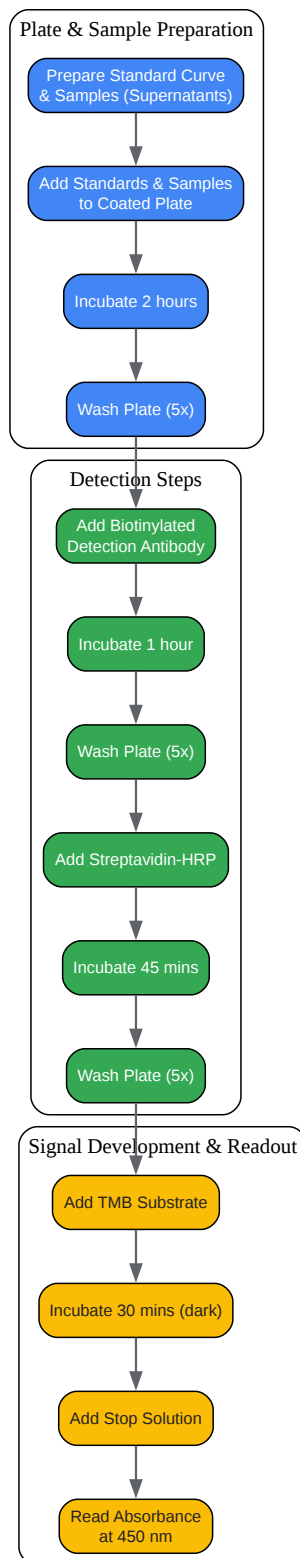 Plate & Sample Preparation
Prepare Standard Curve
& Samples (Supernatants)
Add Standards & Samples
to Coated Plate
Incubate 2 hours
Wash Plate (5x)
Detection Steps
Add Biotinylated
Detection Antibody
Incubate 1 hour
Wash Plate (5x)
Add Streptavidin-HRP
Incubate 45 mins
Wash Plate (5x)
Signal Development & Readout
Add TMB Substrate
Incubate 30 mins (dark)
Add Stop Solution
Read Absorbance
at 450 nm